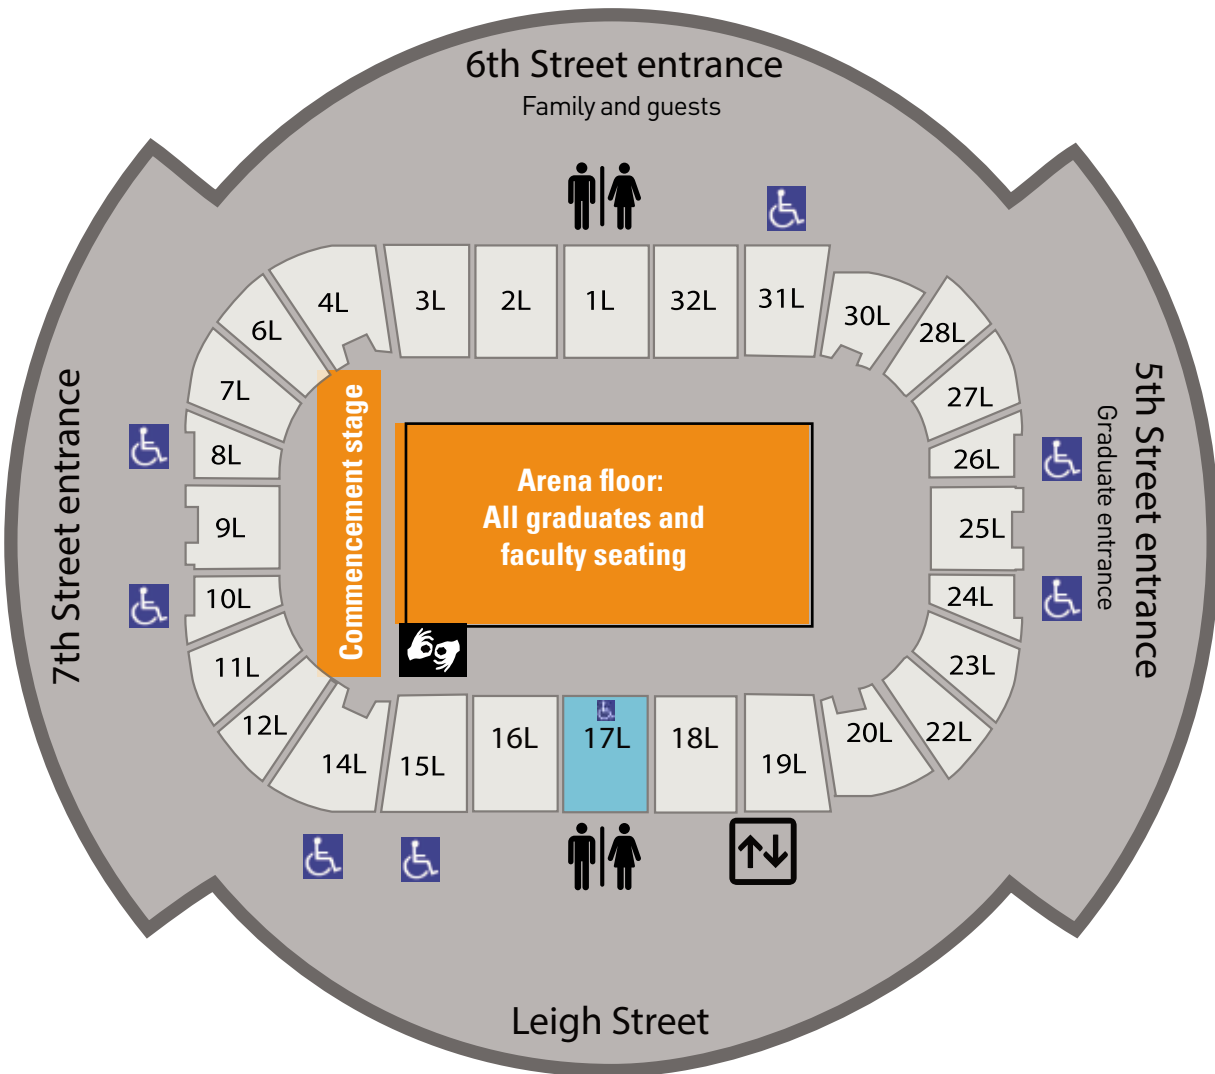 6th Street entrance
Family and guests
4L
3L
2L
1L
32L
31L
30L
28L
6L
7L
27L
8L
26L
9L
25L
10L
24L
11L
23L
12L
22L
14L
15L
16L
17L
18L
19L
20L
7th Street entrance
Commencement stage
Arena floor:
All graduates and
faculty seating
5th Street entrance
Graduate entrance
Leigh Street